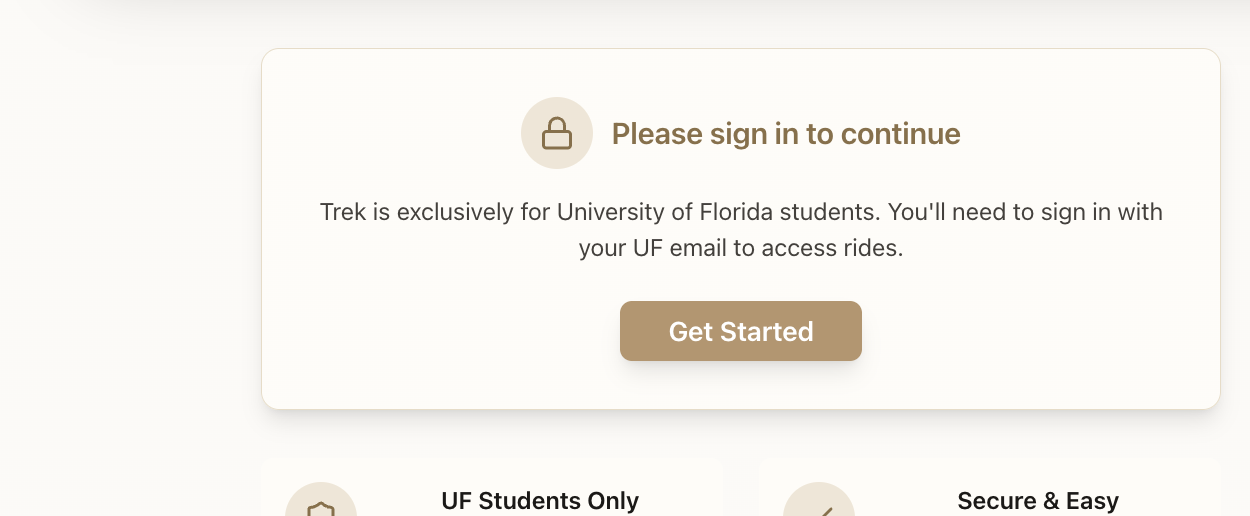 Please sign in to continue
Trek is exclusively for University of Florida students. You'll need to sign in with
your UF email to access rides.
Get Started
UF Students Only
Secure & Easy